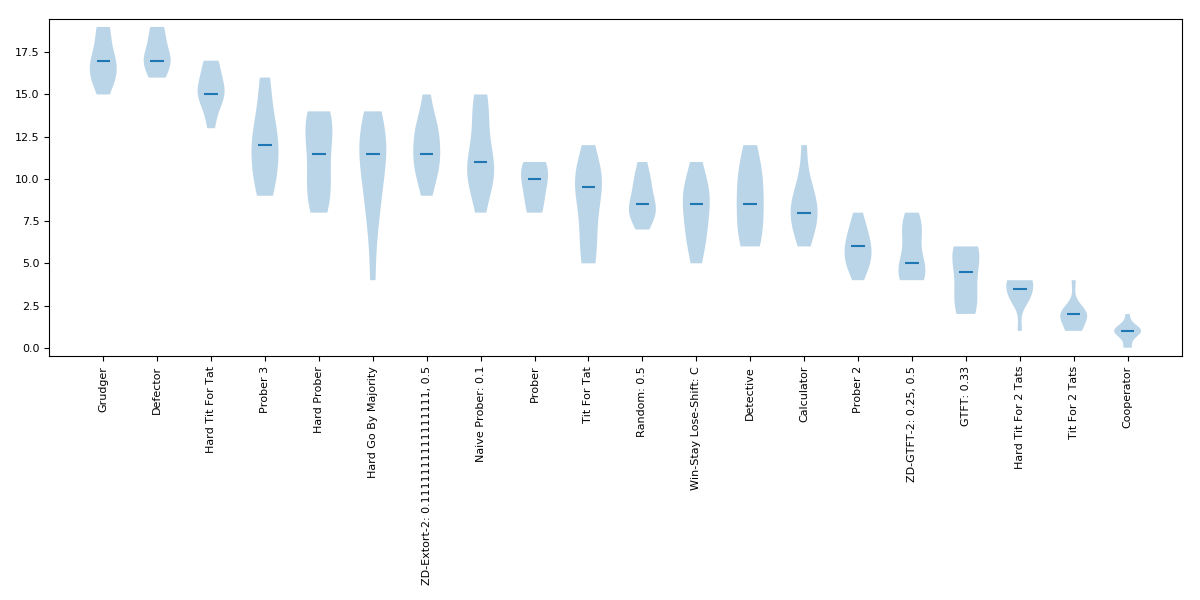 17.5
15.0
12.5
10.0
7.5
5.0
2.5
0.0
Grudger
Defector
Hard Tit For Tat
Prober 3
Hard Prober
Hard Go By Majority
ZD-Extort-2: 0.1111111111111111, 0.5
Naive Prober: 0.1
Prober
Tit For Tat
Random: 0.5
Win-Stay Lose-Shift: C
Detective
Calculator
Prober 2
ZD-GTFT-2: 0.25, 0.5
GTFT: 0.33
Hard Tit For 2 Tats
Tit For 2 Tats
Cooperator